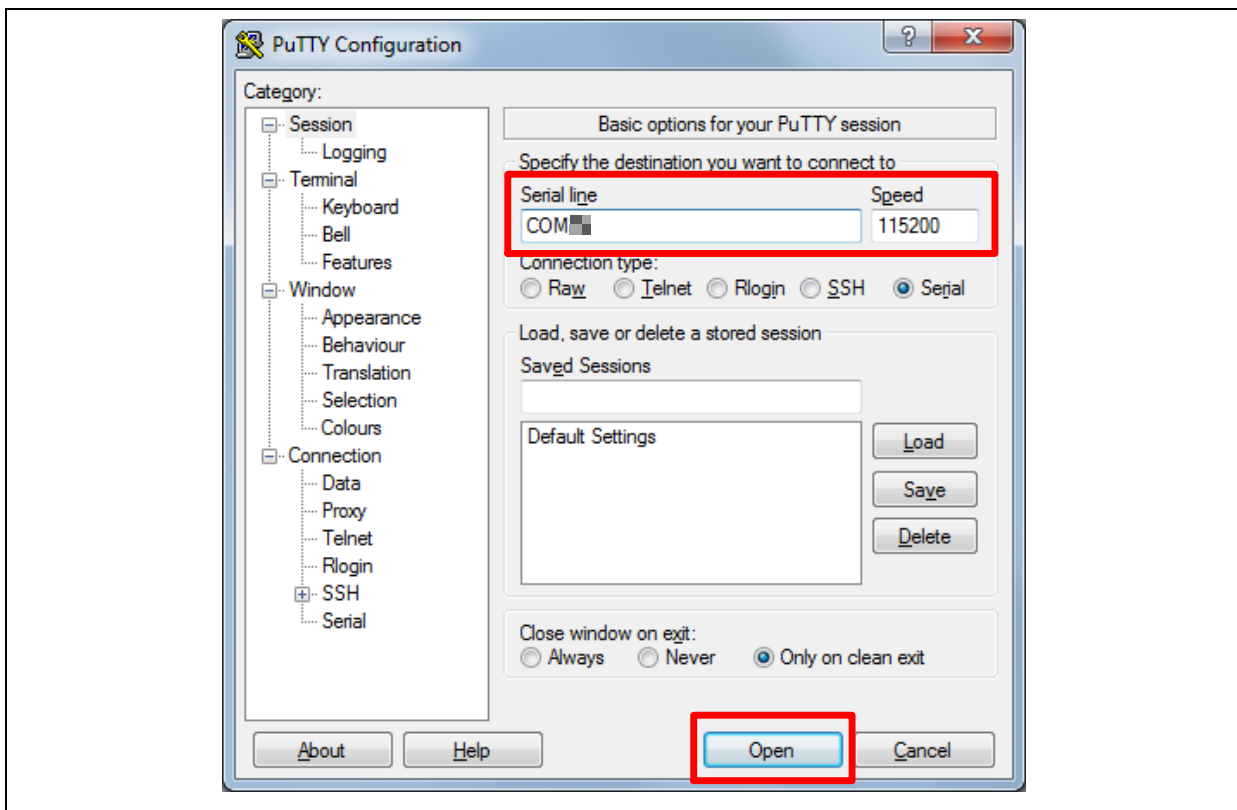 PuTTY Configuration
Category:
Session
Logging
Terminal
Keyboard
Bell
Features
Window
Appearance
Behaviour
Translation
Selection
Colours
Connection
Data
Proxy
Telnet
Rlogin
SSH
Serial
Basic options for your PuTTY session
Specify the destination you want to connect to
Serial line Speed
COM 115200
Connection type:
Raw Telnet Rlogin SSH Serial
Load, save or delete a stored session
Saved Sessions
Default Settings
Load
Save
Delete
Close window on exit:
Always Never Only on clean exit
About Help Open Cancel